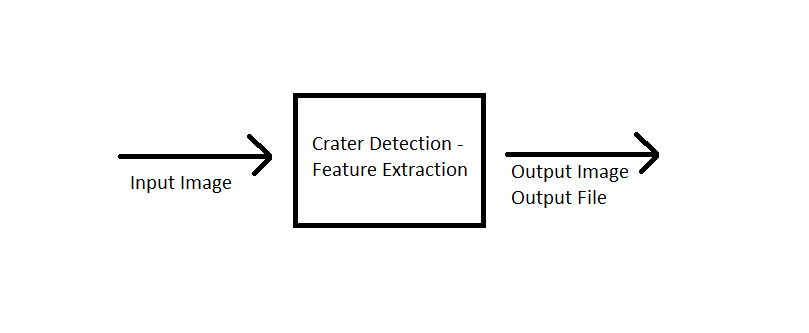 Input Image
Crater Detection -
Feature Extraction
Output Image
Output File